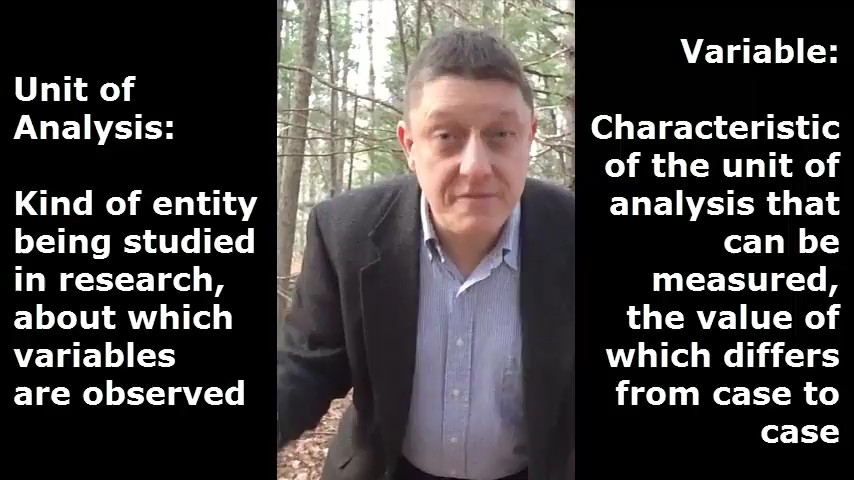 Unit of
Analysis:
Kind of entity
being studied
in research,
about which
variables
are observed
Variable:
Characteristic
of the unit of
analysis that
can be
measured,
the value of
which differs
from case to
case